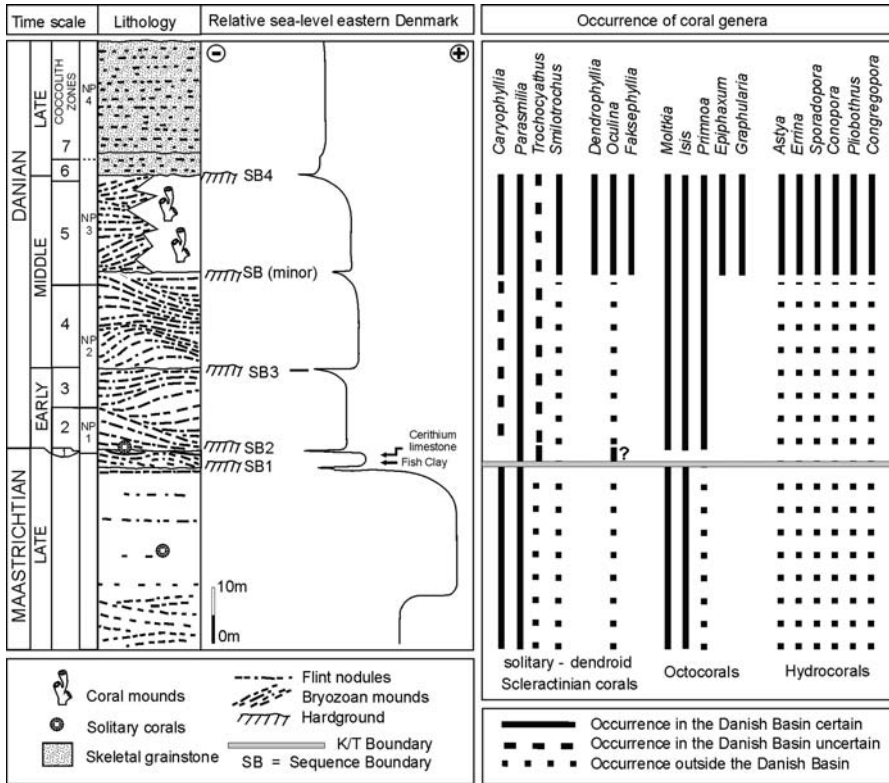 Time scale
Lithology
Relative sea-level eastern Denmark
Occurrence of coral genera
COCCOLITH
ZONES
DANIAN
MAASTRICHTIAN
LATE
MIDDLE
EARLY
LATE
7
6
5
4
3
2
1
NP
4
NP
3
NP
2
NP
1
SB4
SB (minor)
SB3
SB2
SB1
Cerithium
limestone
Fish Clay
10m
0m
Caryophyllia
Parasmilia
Trochocyathus
Smilotrochus
Dendrophyllia
Oculina
Faksephyllia
Moltkia
Isis
Primnoa
Epiphaxum
Graphularia
Astya
Errina
Sporadopora
Conopora
Pliobothrus
Congregopora
?
solitary - dendroid
Scleractinian corals
Octocorals
Hydrocorals
Coral mounds
Solitary corals
Skeletal grainstone
Flint nodules
Bryozoan mounds
Hardground
K/T Boundary
SB = Sequence Boundary
Occurrence in the Danish Basin certain
Occurrence in the Danish Basin uncertain
Occurrence outside the Danish Basin